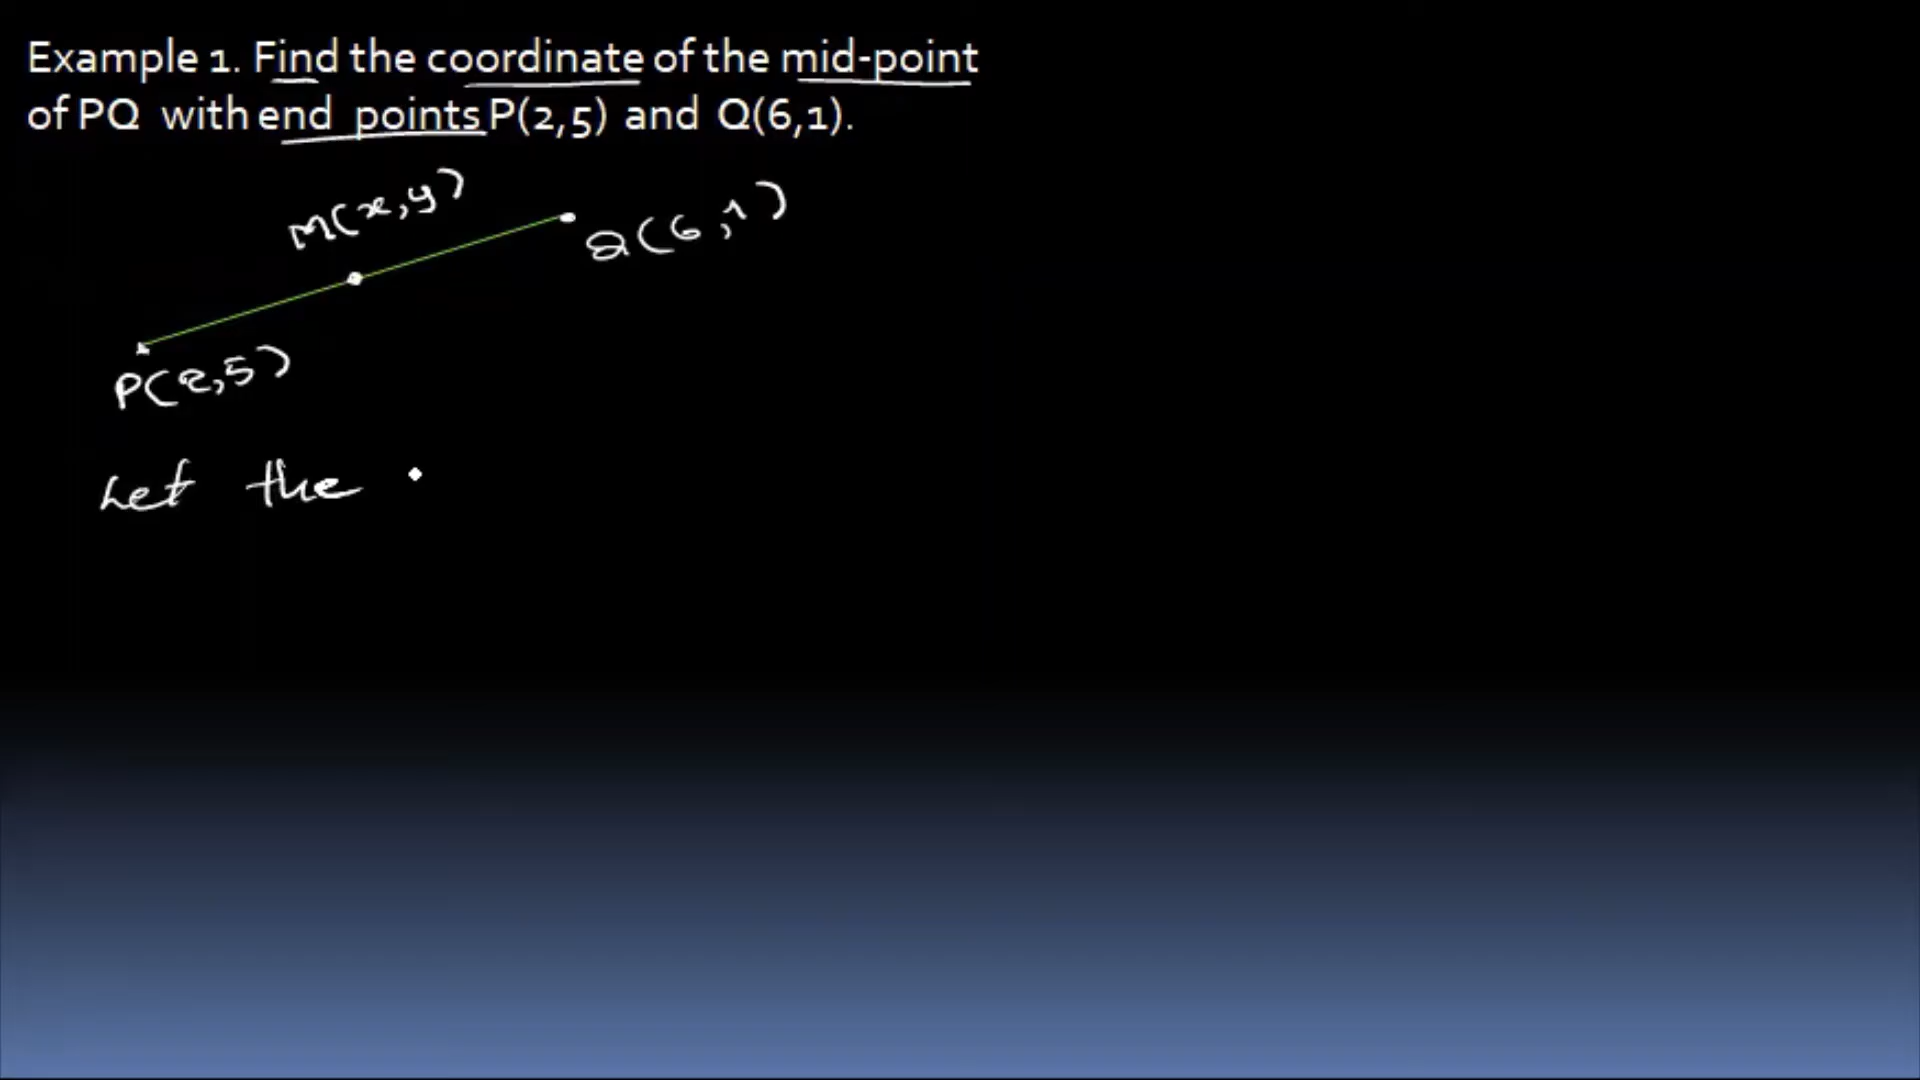 Example 1. Find the coordinate of the mid-point
of PQ with end points P(2,5) and Q(6,1).
M(x,y)
Q(6,1)
P(2,5)
Let the